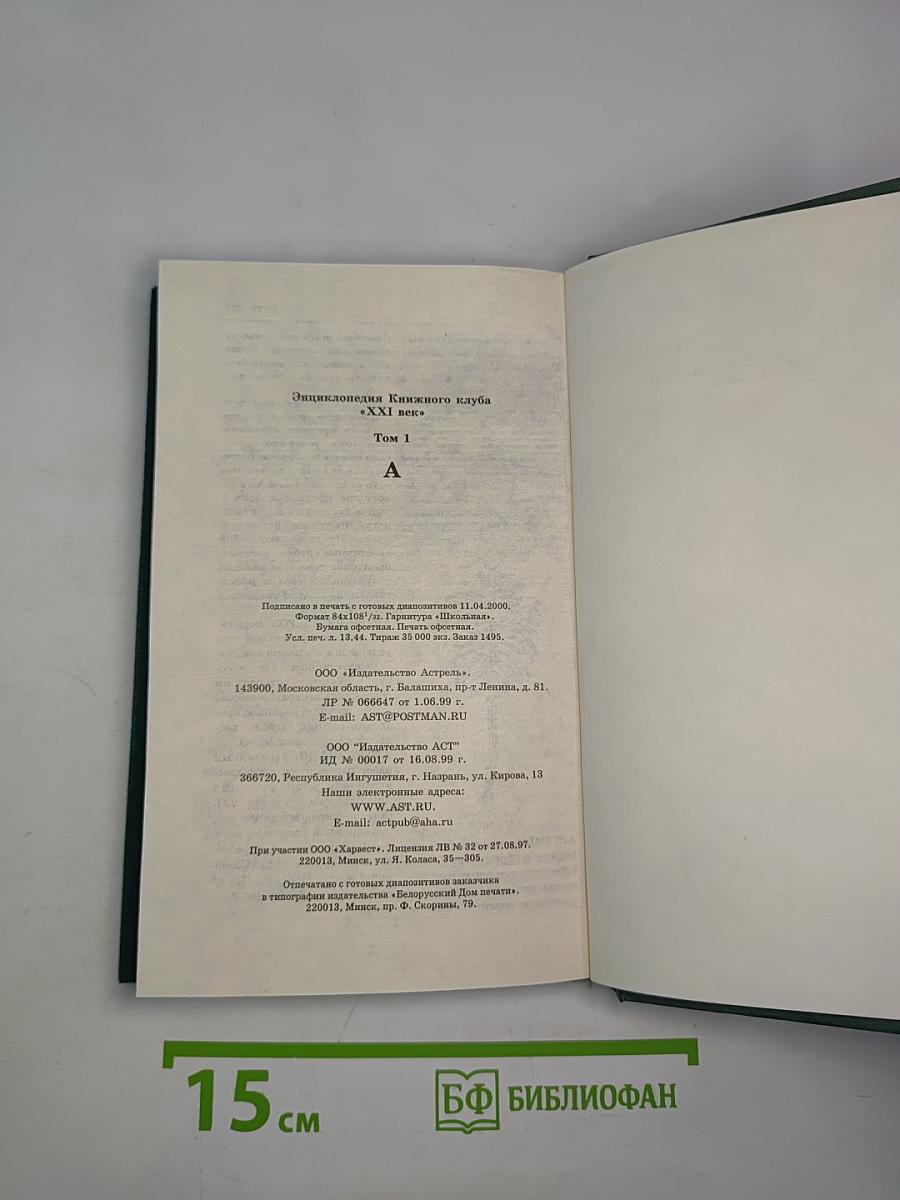 Энциклопедия Книжного клуба
«XXI век»
Том 1
А
Подписано в печать с готовых диапозитивов 11.04.2000.
Формат 84х108¹/₃₂. Гарнитура «Школьная».
Бумага офсетная. Печать офсетная.
Усл. печ. л. 13,44. Тираж 35 000 экз. Заказ 1495.
ООО «Издательство Астрель».
143900, Московская область, г. Балашиха, пр-т Ленина, д. 81.
ЛР № 066647 от 1.06.99 г.
E-mail: AST@POSTMAN.RU
ООО "Издательство АСТ"
ИД № 00017 от 16.08.99 г.
366720, Республика Ингушетия, г. Назрань, ул. Кирова, 13
Наши электронные адреса:
WWW.AST.RU.
E-mail: actpub@aha.ru
При участии ООО «Харвест». Лицензия ЛВ № 32 от 27.08.97.
220013, Минск, ул. Я. Коласа, 35—305.
Отпечатано с готовых диапозитивов заказчика
в типографии издательства «Белорусский Дом печати».
220013, Минск, пр. Ф. Скорины, 79.
15 см
БФ БИБЛИОФАН